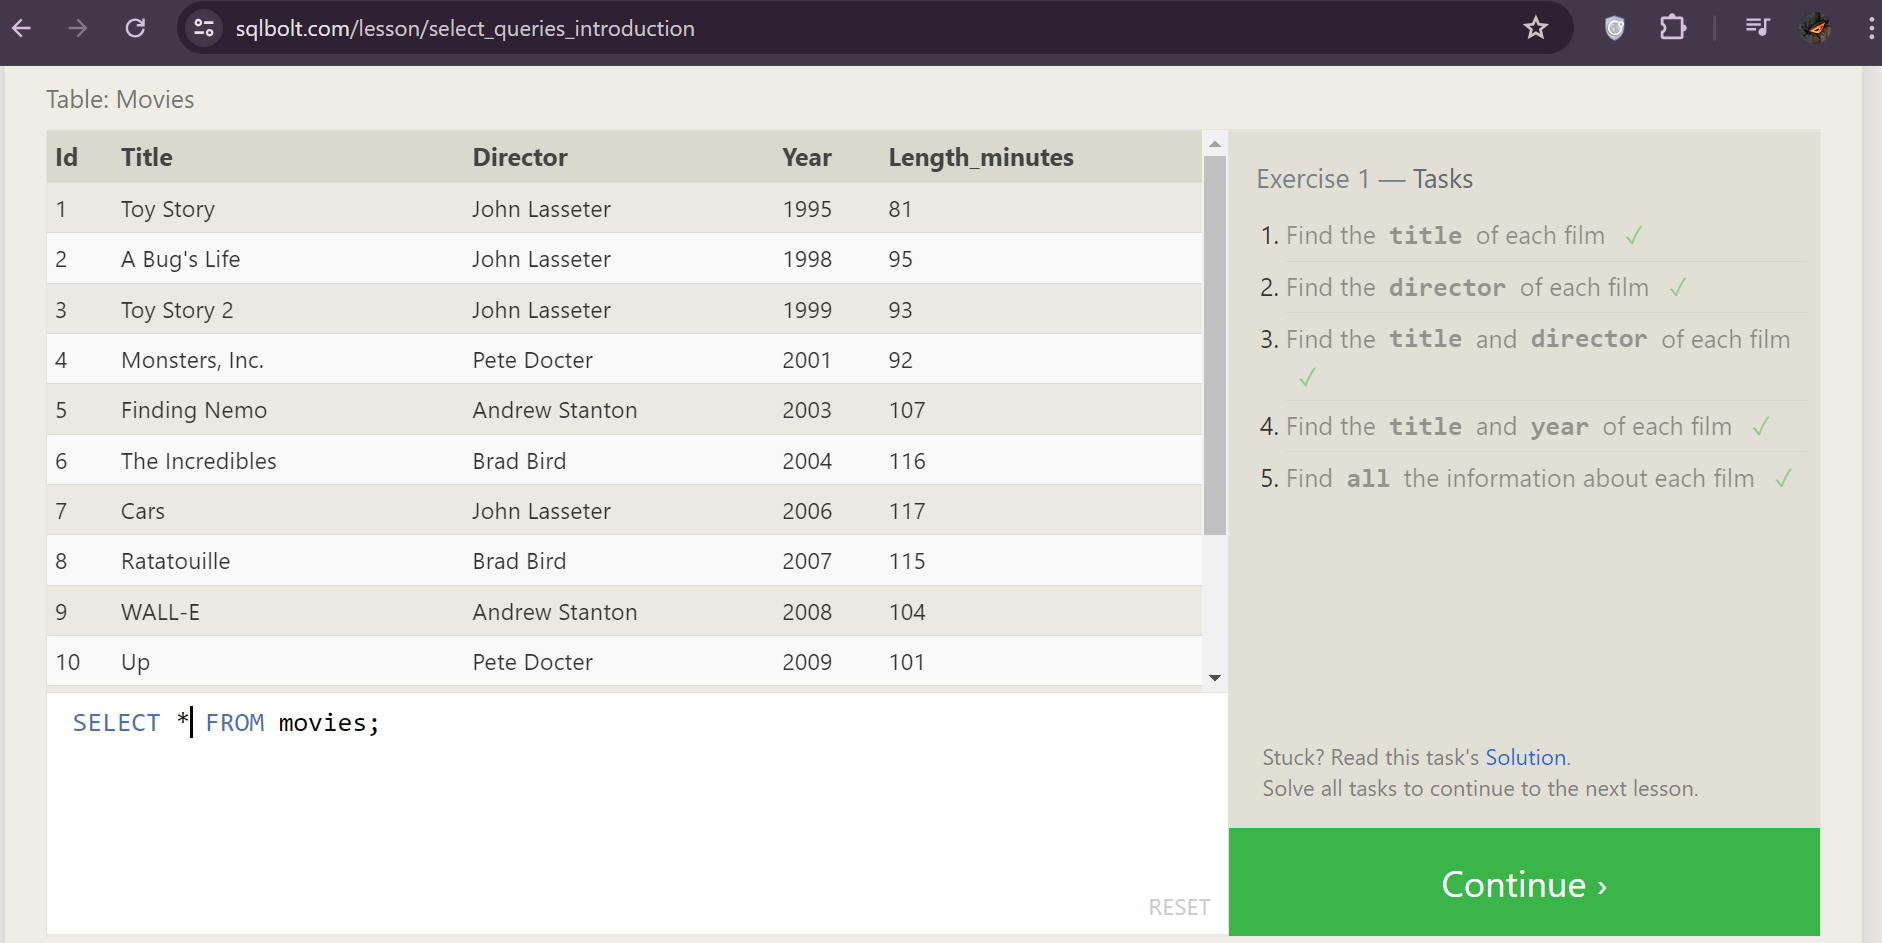 sqlbolt.com/lesson/select_queries_introduction
Table: Movies
Id Title Director Year Length_minutes
1 Toy Story John Lasseter 1995 81
2 A Bug's Life John Lasseter 1998 95
3 Toy Story 2 John Lasseter 1999 93
4 Monsters, Inc. Pete Docter 2001 92
5 Finding Nemo Andrew Stanton 2003 107
6 The Incredibles Brad Bird 2004 116
7 Cars John Lasseter 2006 117
8 Ratatouille Brad Bird 2007 115
9 WALL-E Andrew Stanton 2008 104
10 Up Pete Docter 2009 101
SELECT * FROM movies;
RESET
Exercise 1 — Tasks
1. Find the title of each film ✓
2. Find the director of each film ✓
3. Find the title and director of each film
✓
4. Find the title and year of each film ✓
5. Find all the information about each film ✓
Stuck? Read this task's Solution.
Solve all tasks to continue to the next lesson.
Continue ›